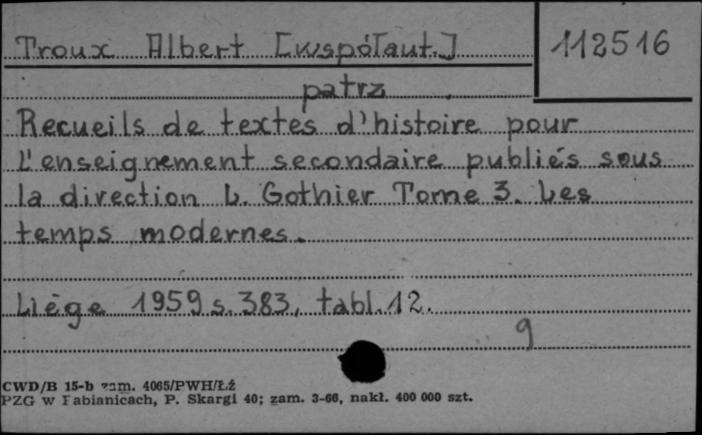 Troux Albert [współaut.]
112516
patrz
Recueils de textes d'histoire pour
l'enseignement secondaire publiés sous
la direction L. Gothier Tome 3. Les
temps modernes.
Liège 1959 s. 383, tabl. 12.
9
CWD/B 15-b zam. 4065/PWH/Łź
PZG w Pabianicach, P. Skargi 40; zam. 3-66, nakł. 400 000 szt.